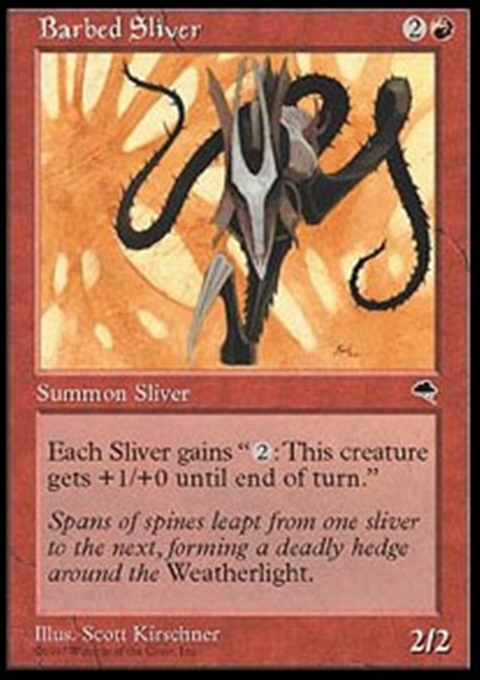 Barbed Sliver 2
Summon Sliver
Each Sliver gains “2:This creature
gets +1/+0 until end of turn.”
Spans of spines leapt from one sliver
to the next, forming a deadly hedge
around the Weatherlight.
Illus. Scott Kirschner
2/2